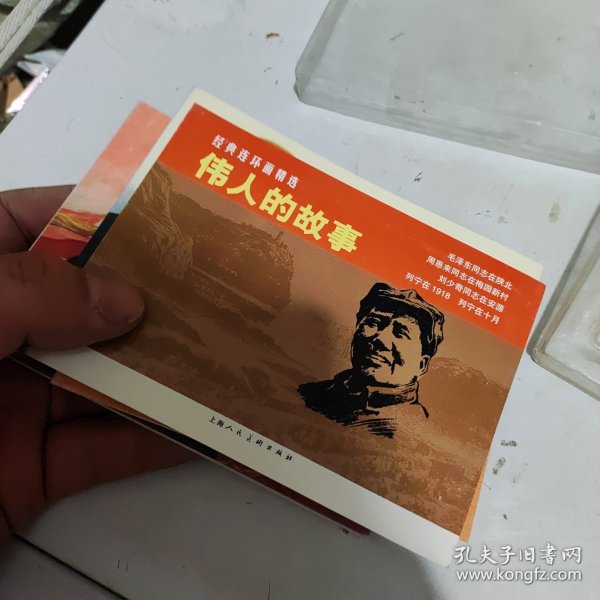 经典连环画精选
伟人的故事
毛泽东同志在陕北
周恩来同志在梅园新村
刘少奇同志在安源
列宁在1918 列宁在十月
上海人民美术出版社
孔夫子旧书网
www.kongfz.com